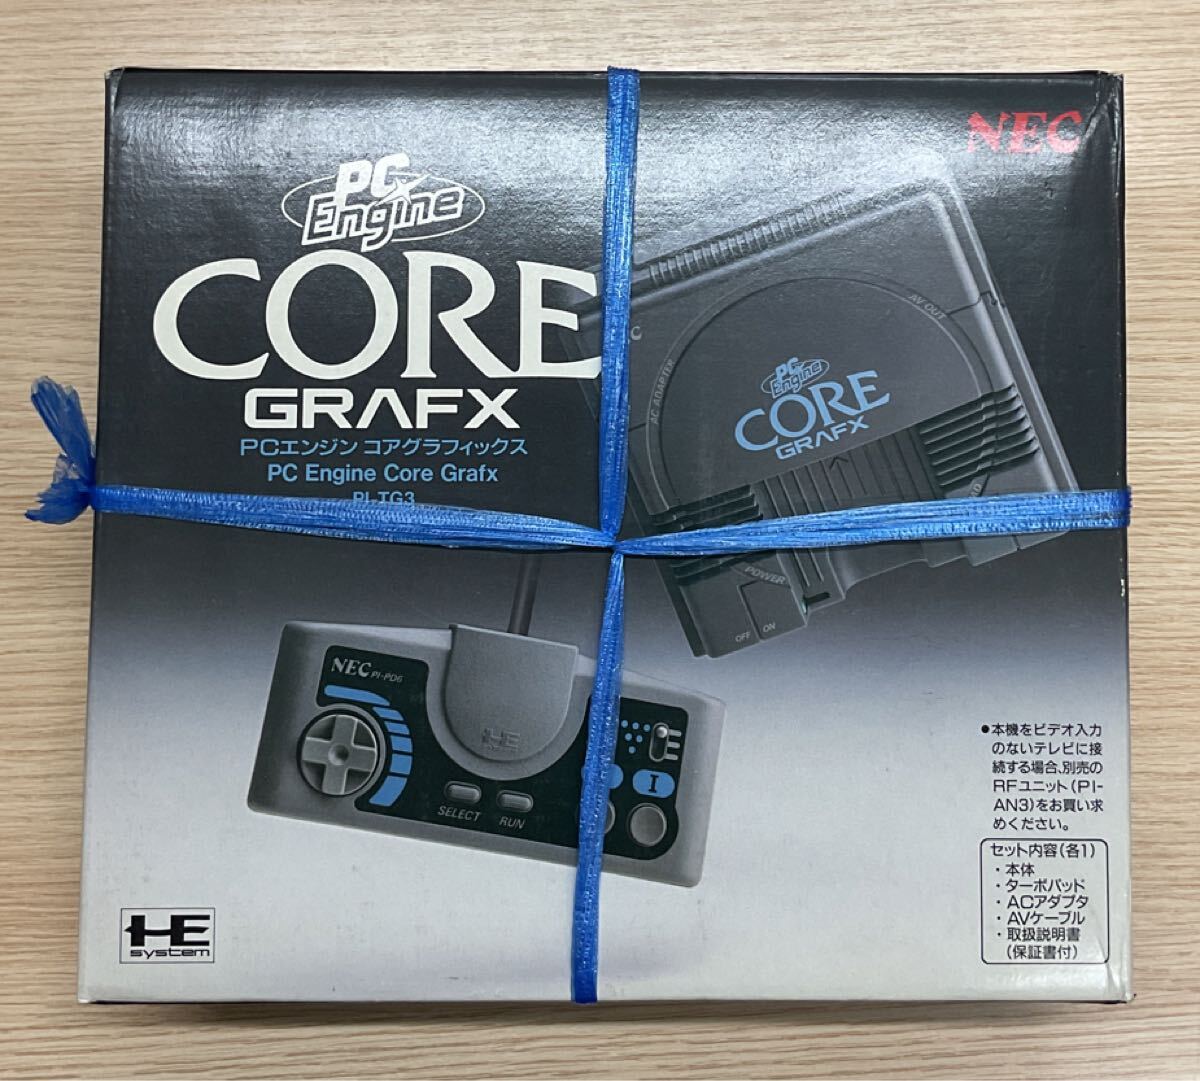 NEC
PC
Engine
CORE
GRAFX
PCエンジン コアグラフィックス
PC Engine Core Grafx
PI-TG3
AV OUT
AC ADAPTER
PC
Engine
CORE
GRAFX
POWER
OFF ON
NEC PI-PD6
HE
SELECT RUN
I
●本機をビデオ入力
のないテレビに接
続する場合、別売の
RFユニット(PI-
AN3)をお買い求
めください。
セット内容(各1)
・本体
・ターボパッド
・ACアダプタ
・AVケーブル
・取扱説明書
(保証書付)
HE
system